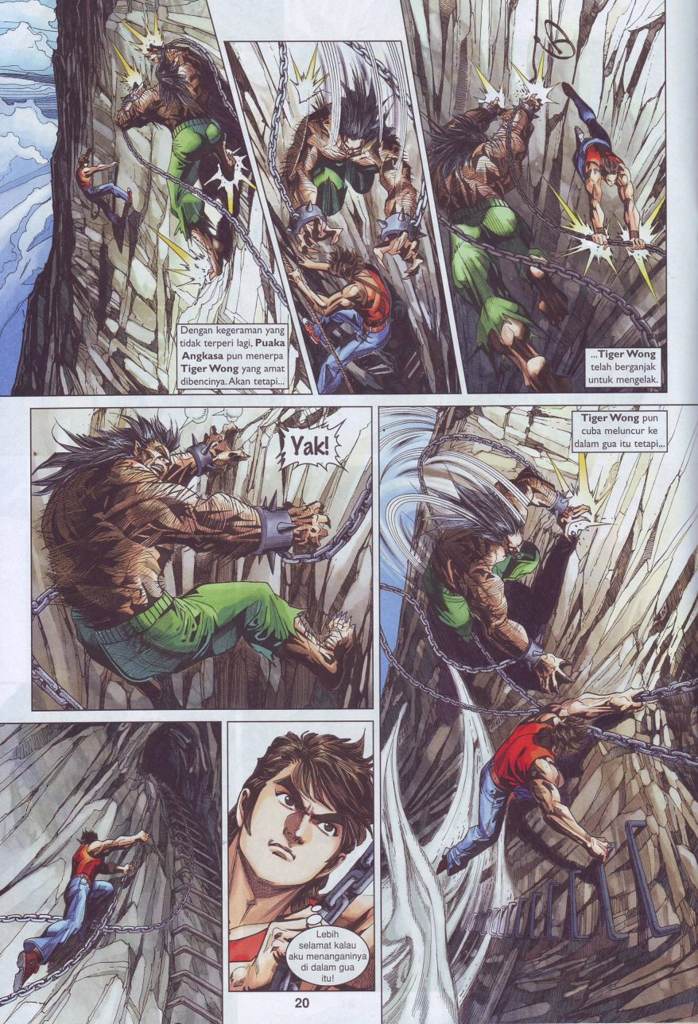 Dengan kegeraman yang
tidak terperi lagi, Puaka
Angkasa pun menerpa
Tiger Wong yang amat
dibencinya. Akan tetapi...
...Tiger Wong
telah berganjak
untuk mengelak.
Yak!
Tiger Wong pun
cuba meluncur ke
dalam gua itu tetapi...
Lebih
selamat kalau
aku menanganinya
di dalam gua
itu!
20